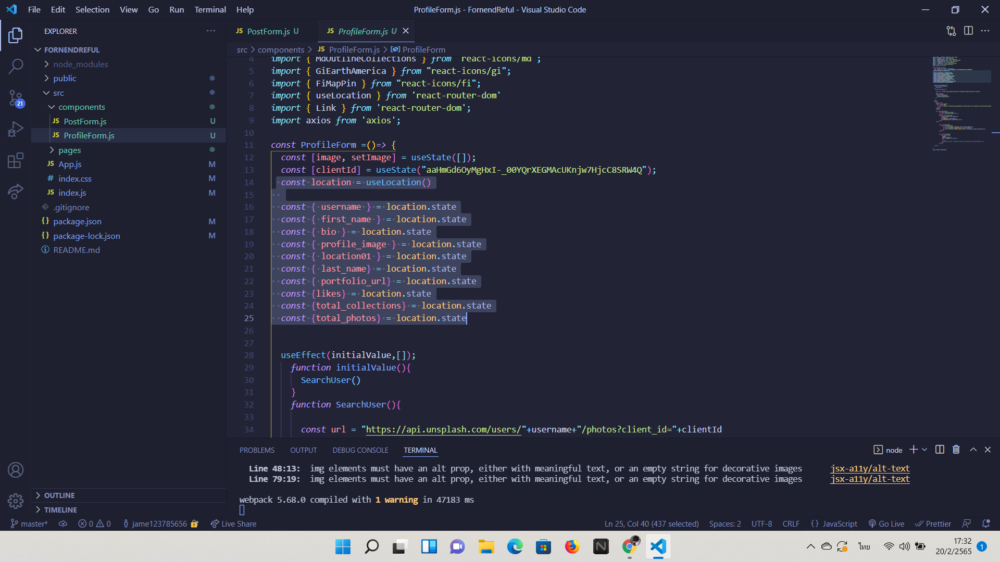 File Edit Selection View Go Run Terminal Help
ProfileForm.js - FornendReful - Visual Studio Code
EXPLORER
FORNENDREFUL
node_modules
public
src
components
PostForm.js U
ProfileForm.js U
pages
App.js M
index.css M
index.js M
.gitignore
package.json M
package-lock.json M
README.md
OUTLINE
TIMELINE
21
JS PostForm.js U
JS ProfileForm.js U
src > components > JS ProfileForm.js > ProfileForm
4 import { MdOutlineCollections } from "react-icons/md";
5 import { GiEarthAmerica } from "react-icons/gi";
6 import { FiMapPin } from "react-icons/fi";
7 import { useLocation } from 'react-router-dom'
8 import { Link } from 'react-router-dom';
9 import axios from 'axios';
10
11 const ProfileForm =()=> {
12 const [image, setImage] = useState([]);
13 const [clientId] = useState("aaHmGd6OyMgHxI-_00YQrXEGMAcUKnjw7HjcC8SRW4Q");
14 const location = useLocation()
15
16 const { username } = location.state
17 const { first_name } = location.state
18 const { bio } = location.state
19 const { profile_image } = location.state
20 const { location01 } = location.state
21 const { last_name} = location.state
22 const { portfolio_url} = location.state
23 const {likes} = location.state
24 const {total_collections} = location.state
25 const {total_photos} = location.state
26
27
28 useEffect(initialValue,[]);
29 function initialValue(){
30 SearchUser()
31 }
32 function SearchUser(){
33
34 const url = "https://api.unsplash.com/users/"+username+"/photos?client_id="+clientId
PROBLEMS OUTPUT DEBUG CONSOLE TERMINAL
node
Line 48:13: img elements must have an alt prop, either with meaningful text, or an empty string for decorative images jsx-a11y/alt-text
Line 79:19: img elements must have an alt prop, either with meaningful text, or an empty string for decorative images jsx-a11y/alt-text
webpack 5.68.0 compiled with 1 warning in 47183 ms
master* 0 0 jame123785656 Live Share
Ln 25, Col 40 (437 selected) Spaces: 2 UTF-8 CRLF {} JavaScript Go Live Prettier
ไทย
17:32
20/2/2565
1